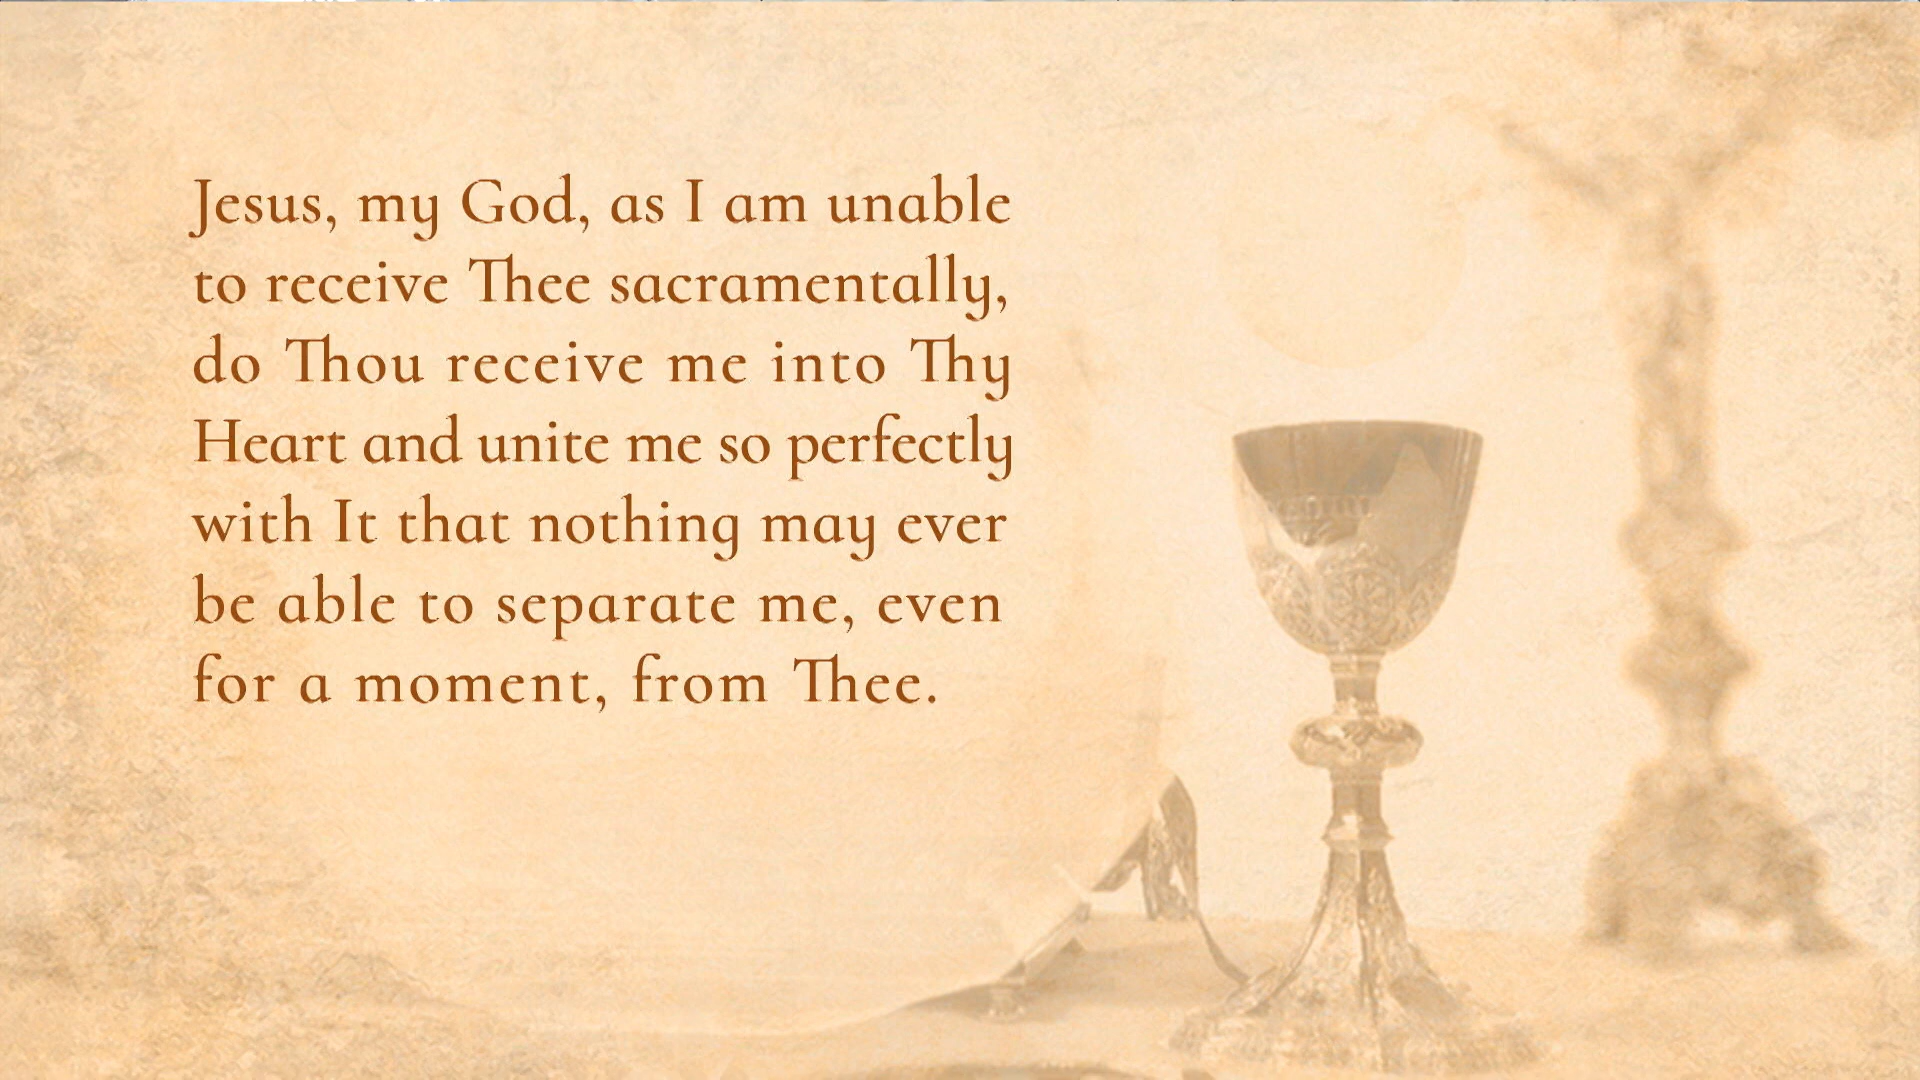 Jesus, my God, as I am unable
to receive Thee sacramentally,
do Thou receive me into Thy
Heart and unite me so perfectly
with It that nothing may ever
be able to separate me, even
for a moment, from Thee.